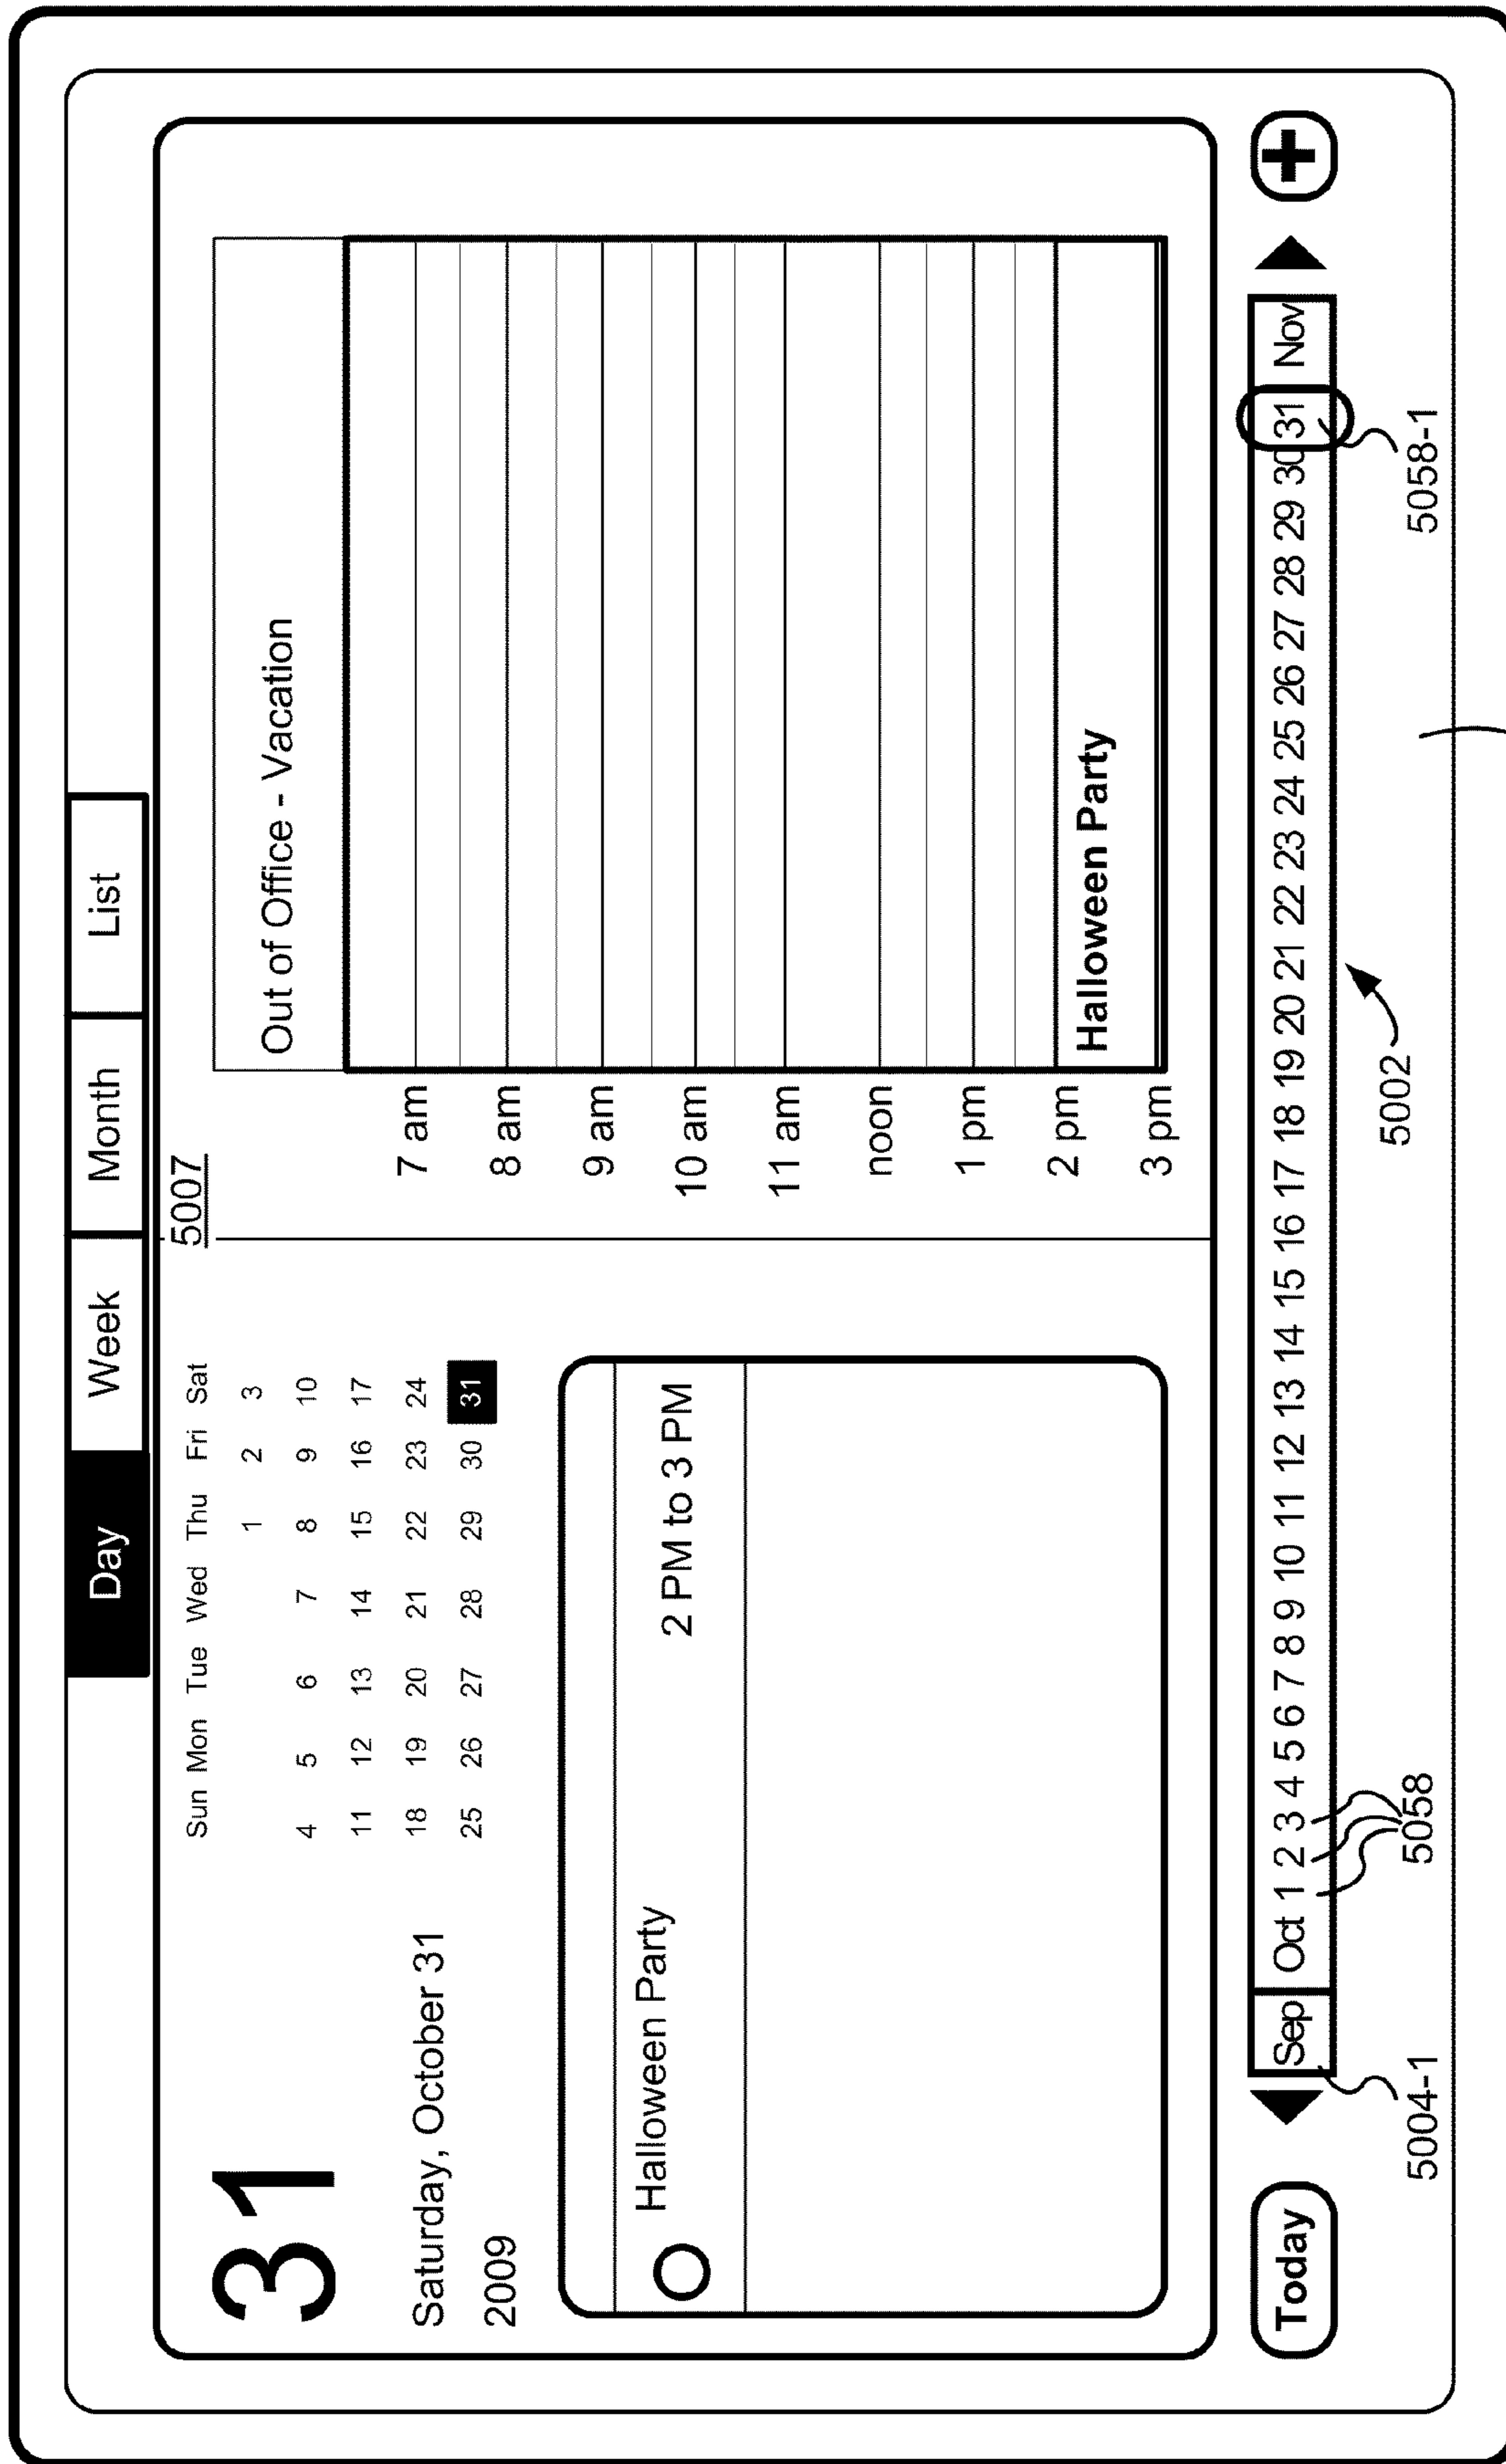 Day Week Month List
5007
31
Saturday, October 31
2009
Sun Mon Tue Wed Thu Fri Sat
1 2 3
4 5 6 7 8 9 10
11 12 13 14 15 16 17
18 19 20 21 22 23 24
25 26 27 28 29 30 31
Halloween Party
2 PM to 3 PM
Out of Office - Vacation
7 am
8 am
9 am
10 am
11 am
noon
1 pm
2 pm
Halloween Party
3 pm
Today
Sep Oct 1 2 3 4 5 6 7 8 9 10 11 12 13 14 15 16 17 18 19 20 21 22 23 24 25 26 27 28 29 30 31 Nov
+
5004-1
5058
5002
5058-1